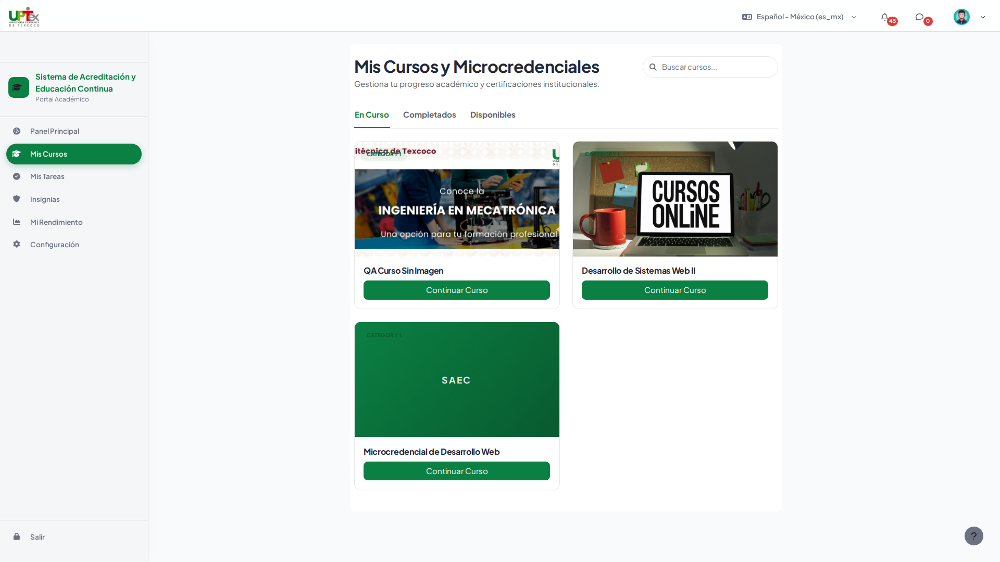 UPTex
UNIVERSIDAD POLITÉCNICA
DE TEXCOCO
Español - México (es_mx)
45
0
Sistema de Acreditación y
Educación Continua
Portal Académico
Panel Principal
Mis Cursos
Mis Tareas
Insignias
Mi Rendimiento
Configuración
Salir
Mis Cursos y Microcredenciales
Gestiona tu progreso académico y certificaciones institucionales.
Buscar cursos...
En Curso
Completados
Disponibles
itécnica de Texcoco
CATEGORY 1
Conoce la
INGENIERÍA EN MECATRÓNICA
Una opción para tu formación profesional
QA Curso Sin Imagen
Continuar Curso
CATEGORY 1
CURSOS
ONLINE
Desarrollo de Sistemas Web II
Continuar Curso
CATEGORY 1
SAEC
Microcredencial de Desarrollo Web
Continuar Curso
?